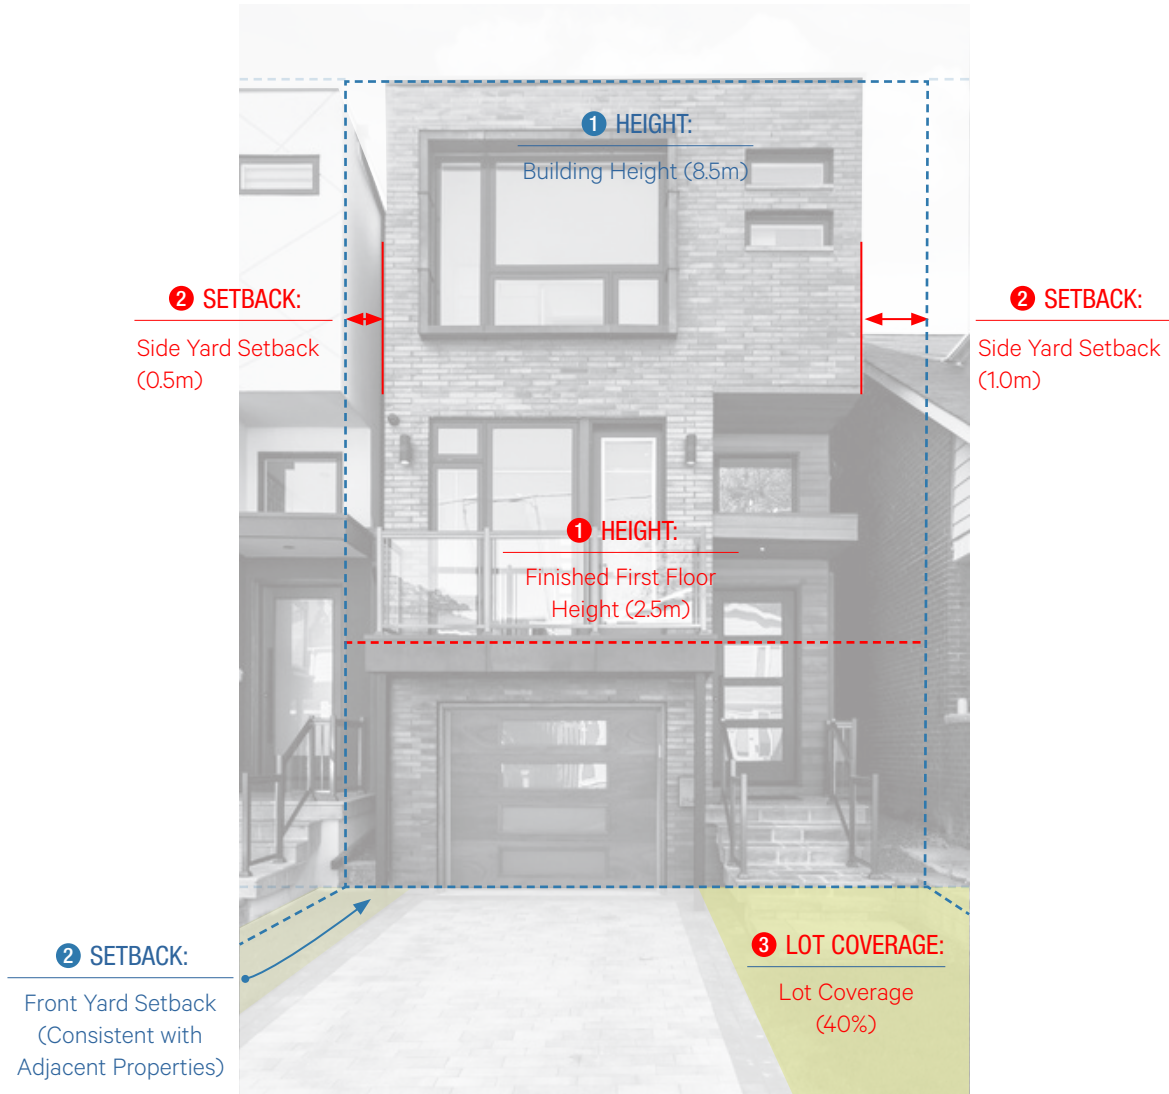 1 HEIGHT:
Building Height (8.5m)
2 SETBACK:
Side Yard Setback
(0.5m)
2 SETBACK:
Side Yard Setback
(1.0m)
1 HEIGHT:
Finished First Floor
Height (2.5m)
2 SETBACK:
Front Yard Setback
(Consistent with
Adjacent Properties)
3 LOT COVERAGE:
Lot Coverage
(40%)